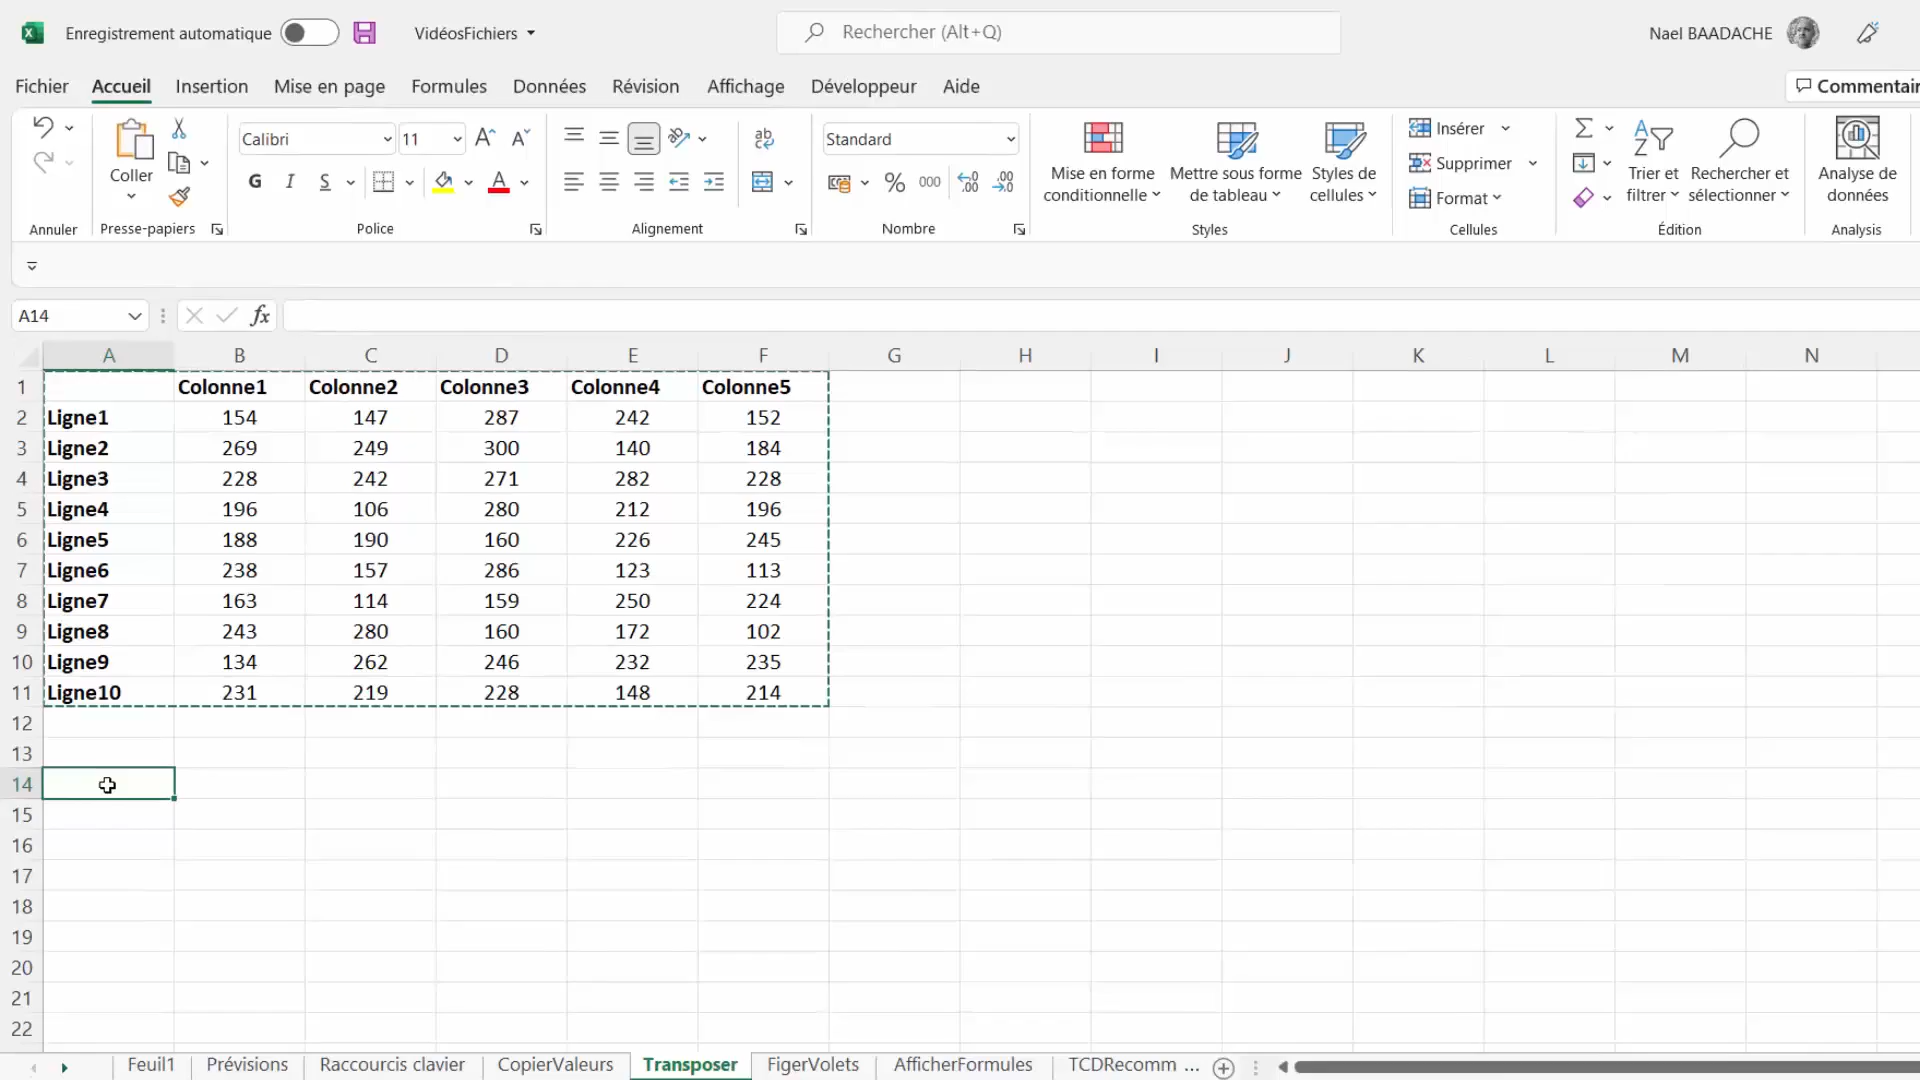 Enregistrement automatique VidéosFichiers Rechercher (Alt+Q) Nael BAADACHE
Fichier Accueil Insertion Mise en page Formules Données Révision Affichage Développeur Aide Commentair
Coller Calibri 11 Standard Mise en forme conditionnelle Mettre sous forme de tableau Styles de cellules Insérer Supprimer Format Trier et filtrer Rechercher et sélectionner Analyse de données
G I S A % 000
Annuler Presse-papiers Police Alignement Nombre Styles Cellules Édition Analysis
A14 fx
A B C D E F G H I J K L M N
1 Colonne1 Colonne2 Colonne3 Colonne4 Colonne5
2 Ligne1 154 147 287 242 152
3 Ligne2 269 249 300 140 184
4 Ligne3 228 242 271 282 228
5 Ligne4 196 106 280 212 196
6 Ligne5 188 190 160 226 245
7 Ligne6 238 157 286 123 113
8 Ligne7 163 114 159 250 224
9 Ligne8 243 280 160 172 102
10 Ligne9 134 262 246 232 235
11 Ligne10 231 219 228 148 214
12
13
14
15
16
17
18
19
20
21
22
Feuil1 Prévisions Raccourcis clavier CopierValeurs Transposer FigerVolets AfficherFormules TCDRecomm ...